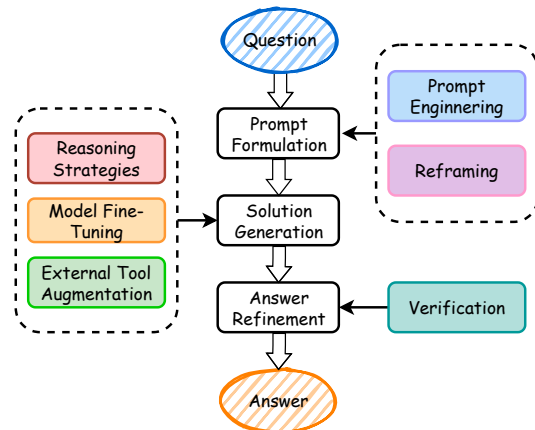 Question
Prompt
Formulation
Prompt
Enginnering
Reframing
Reasoning
Strategies
Model Fine-
Tuning
External Tool
Augmentation
Solution
Generation
Answer
Refinement
Verification
Answer